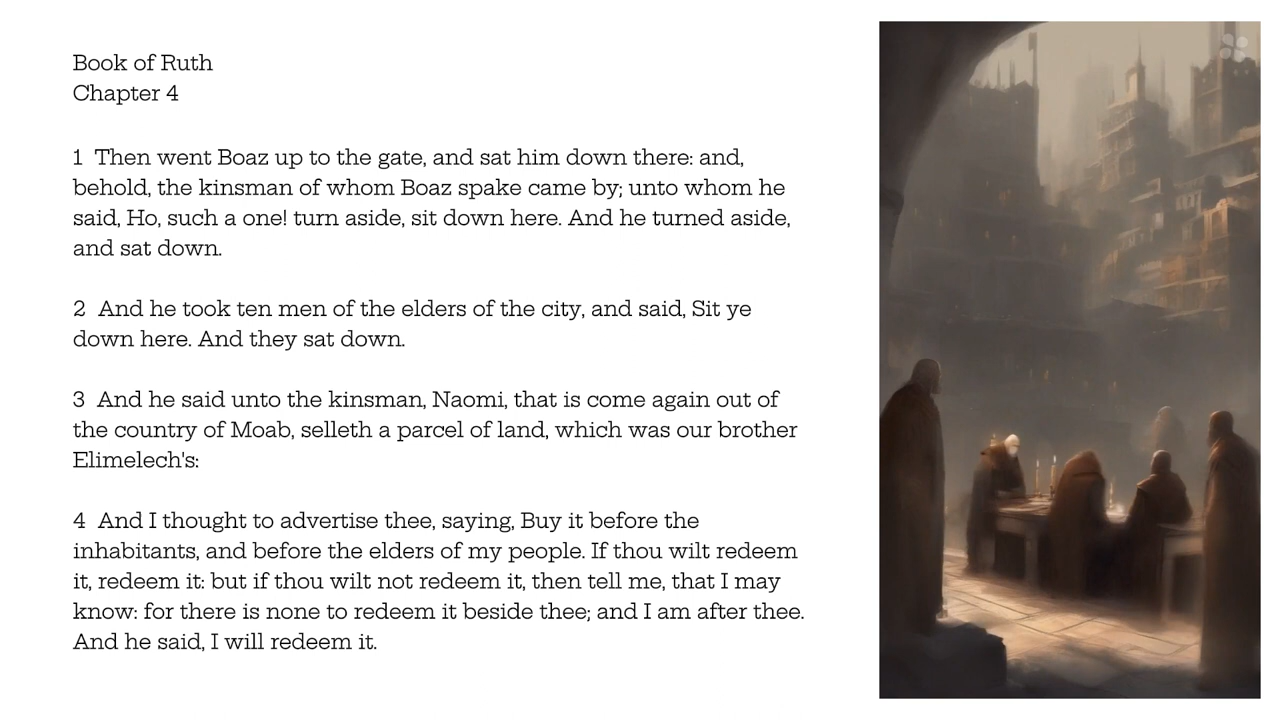 Book of Ruth
Chapter 4
1 Then went Boaz up to the gate, and sat him down there: and,
behold, the kinsman of whom Boaz spake came by; unto whom he
said, Ho, such a one! turn aside, sit down here. And he turned aside,
and sat down.
2 And he took ten men of the elders of the city, and said, Sit ye
down here. And they sat down.
3 And he said unto the kinsman, Naomi, that is come again out of
the country of Moab, selleth a parcel of land, which was our brother
Elimelech's:
4 And I thought to advertise thee, saying, Buy it before the
inhabitants, and before the elders of my people. If thou wilt redeem
it, redeem it: but if thou wilt not redeem it, then tell me, that I may
know: for there is none to redeem it beside thee; and I am after thee.
And he said, I will redeem it.